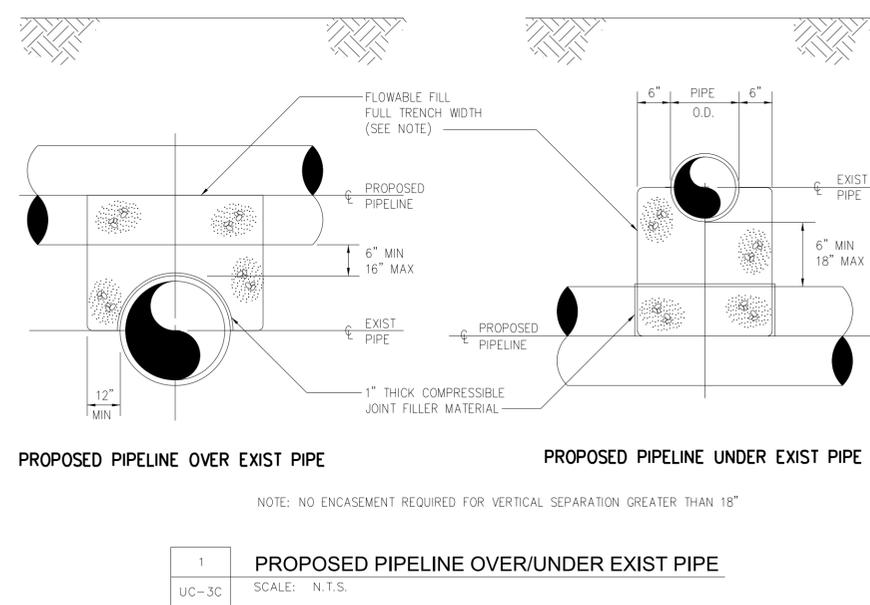 FLOWABLE FILL
FULL TRENCH WIDTH
(SEE NOTE)
℄ PROPOSED
PIPELINE
6" MIN
16" MAX
℄ EXIST
PIPE
12"
MIN
1" THICK COMPRESSIBLE
JOINT FILLER MATERIAL
PROPOSED PIPELINE OVER EXIST PIPE
6" PIPE 6"
O.D.
℄ EXIST
PIPE
6" MIN
18" MAX
℄ PROPOSED
PIPELINE
PROPOSED PIPELINE UNDER EXIST PIPE
NOTE: NO ENCASEMENT REQUIRED FOR VERTICAL SEPARATION GREATER THAN 18"
1
UC-3C
PROPOSED PIPELINE OVER/UNDER EXIST PIPE
SCALE: N.T.S.